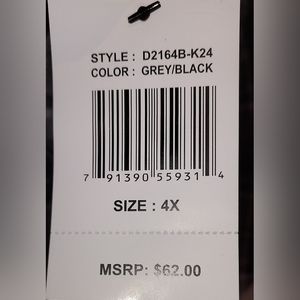 STYLE : D2164B-K24
COLOR : GREY/BLACK
7 91390 55931 4
SIZE : 4X
MSRP: $62.00